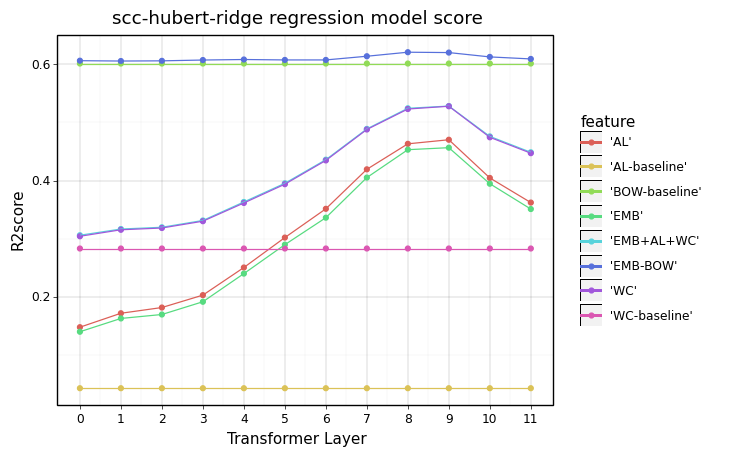 scc-hubert-ridge regression model score
R2score
0.6
0.4
0.2
0 1 2 3 4 5 6 7 8 9 10 11
Transformer Layer
feature
'AL'
'AL-baseline'
'BOW-baseline'
'EMB'
'EMB+AL+WC'
'EMB-BOW'
'WC'
'WC-baseline'